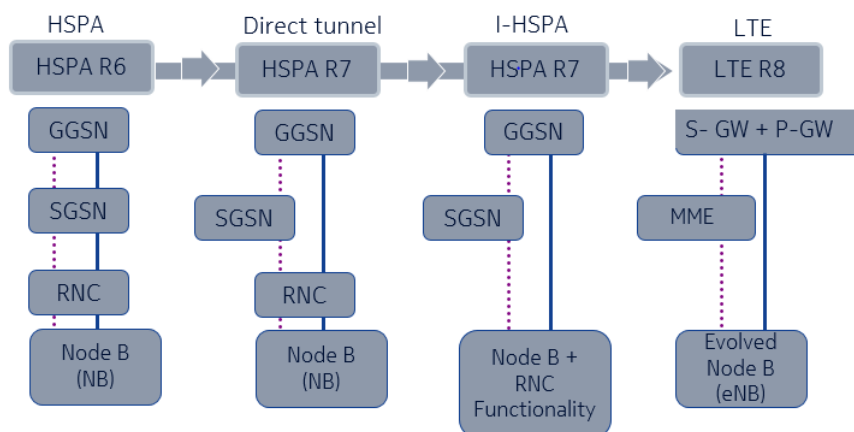 HSPA
Direct tunnel
I-HSPA
LTE
HSPA R6
HSPA R7
HSPA R7
LTE R8
GGSN
GGSN
GGSN
S- GW + P-GW
SGSN
SGSN
SGSN
MME
RNC
RNC
Node B
(NB)
Node B
(NB)
Node B +
RNC
Functionality
Evolved
Node B
(eNB)